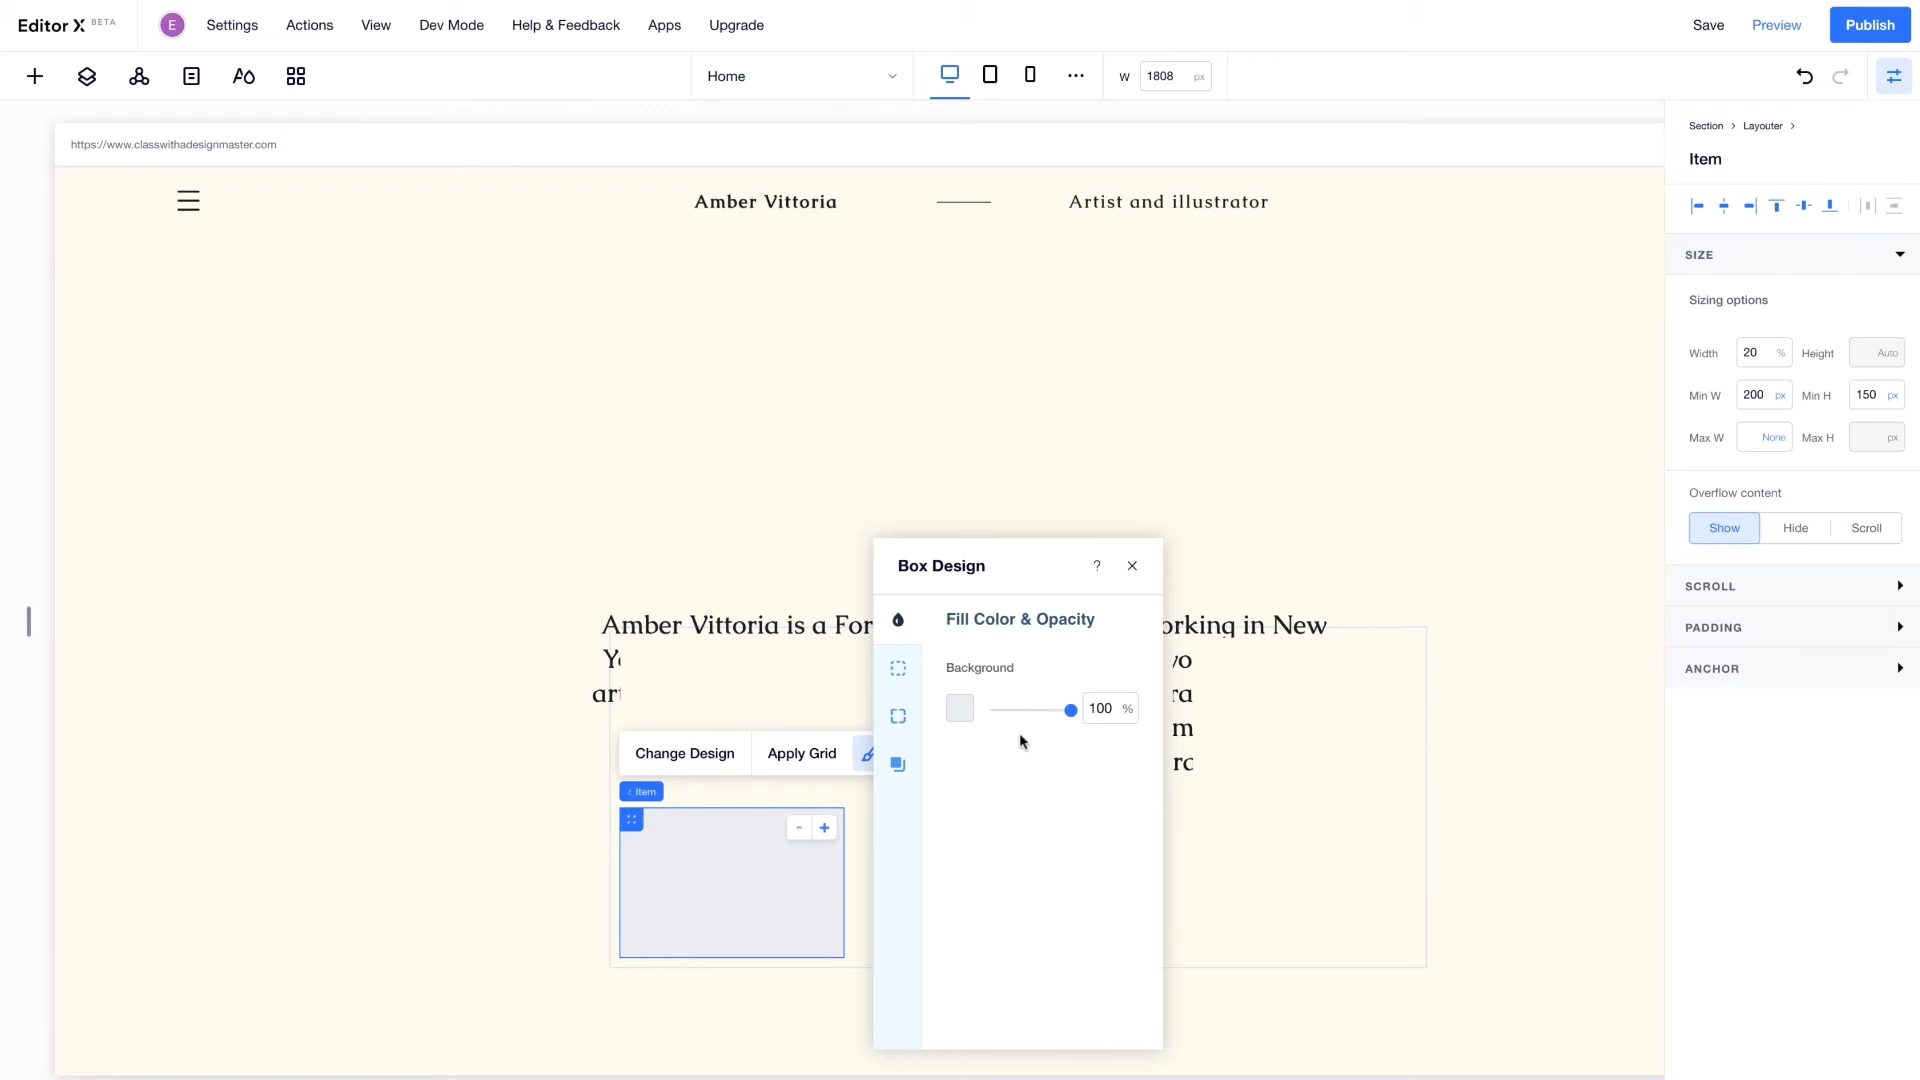 Editor X BETA
E
Settings
Actions
View
Dev Mode
Help & Feedback
Apps
Upgrade
Save
Preview
Publish
Home
W
1808 px
https://www.classwithadesignmaster.com
Amber Vittoria
Artist and illustrator
Section > Layouter >
Item
SIZE
Sizing options
Width 20 % Height Auto
Min W 200 px Min H 150 px
Max W None Max H px
Overflow content
Show Hide Scroll
SCROLL
PADDING
ANCHOR
Box Design ?
Fill Color & Opacity
Background
100 %
Amber Vittoria is a For
orking in New
art
ra
m
Change Design
Apply Grid
< Item
- +